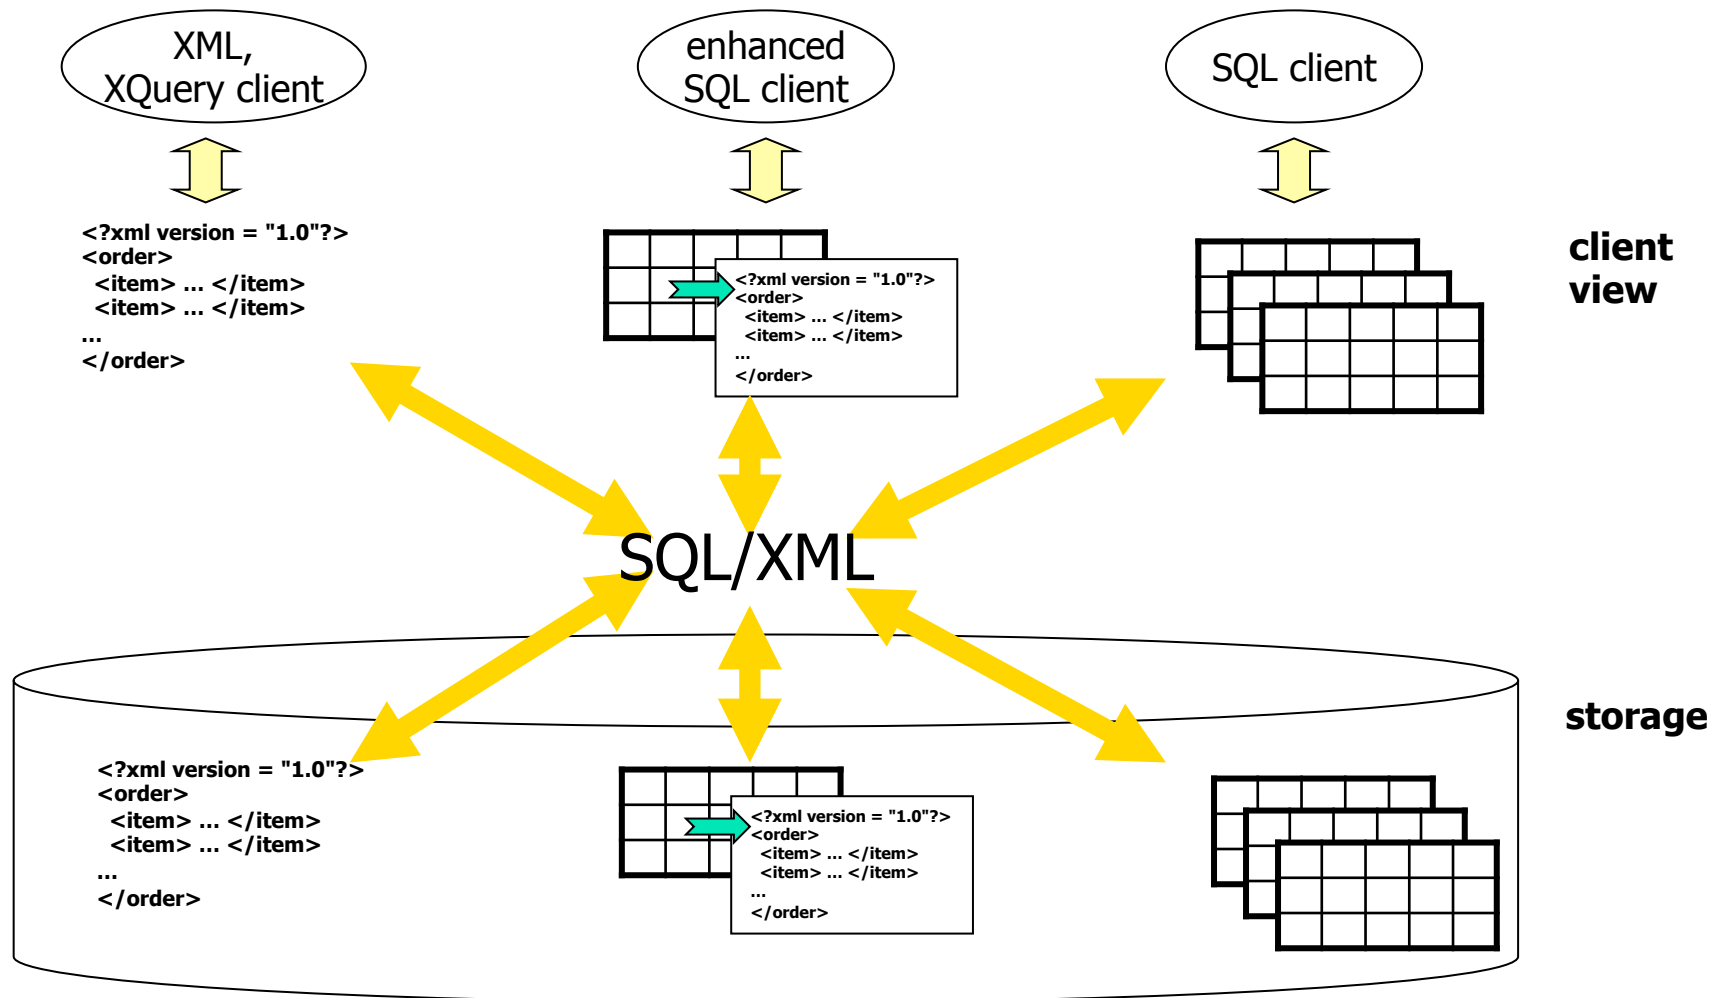 XML,
XQuery client
enhanced
SQL client
SQL client
<?xml version = "1.0"?>
<order>
<item> ... </item>
<item> ... </item>
...
</order>
<?xml version = "1.0"?>
<order>
<item> ... </item>
<item> ... </item>
...
</order>
client
view
SQL/XML
storage
<?xml version = "1.0"?>
<order>
<item> ... </item>
<item> ... </item>
...
</order>
<?xml version = "1.0"?>
<order>
<item> ... </item>
<item> ... </item>
...
</order>